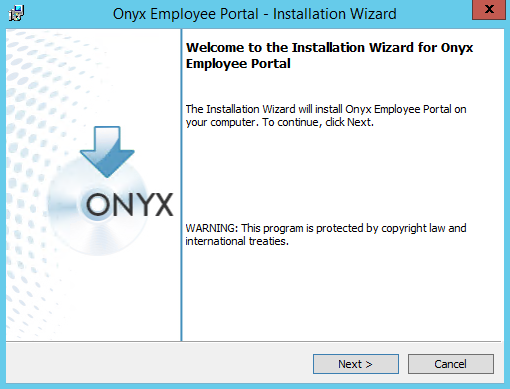 Onyx Employee Portal - Installation Wizard
x
Welcome to the Installation Wizard for Onyx
Employee Portal
The Installation Wizard will install Onyx Employee Portal on
your computer. To continue, click Next.
ONYX
WARNING: This program is protected by copyright law and
international treaties.
Next >
Cancel